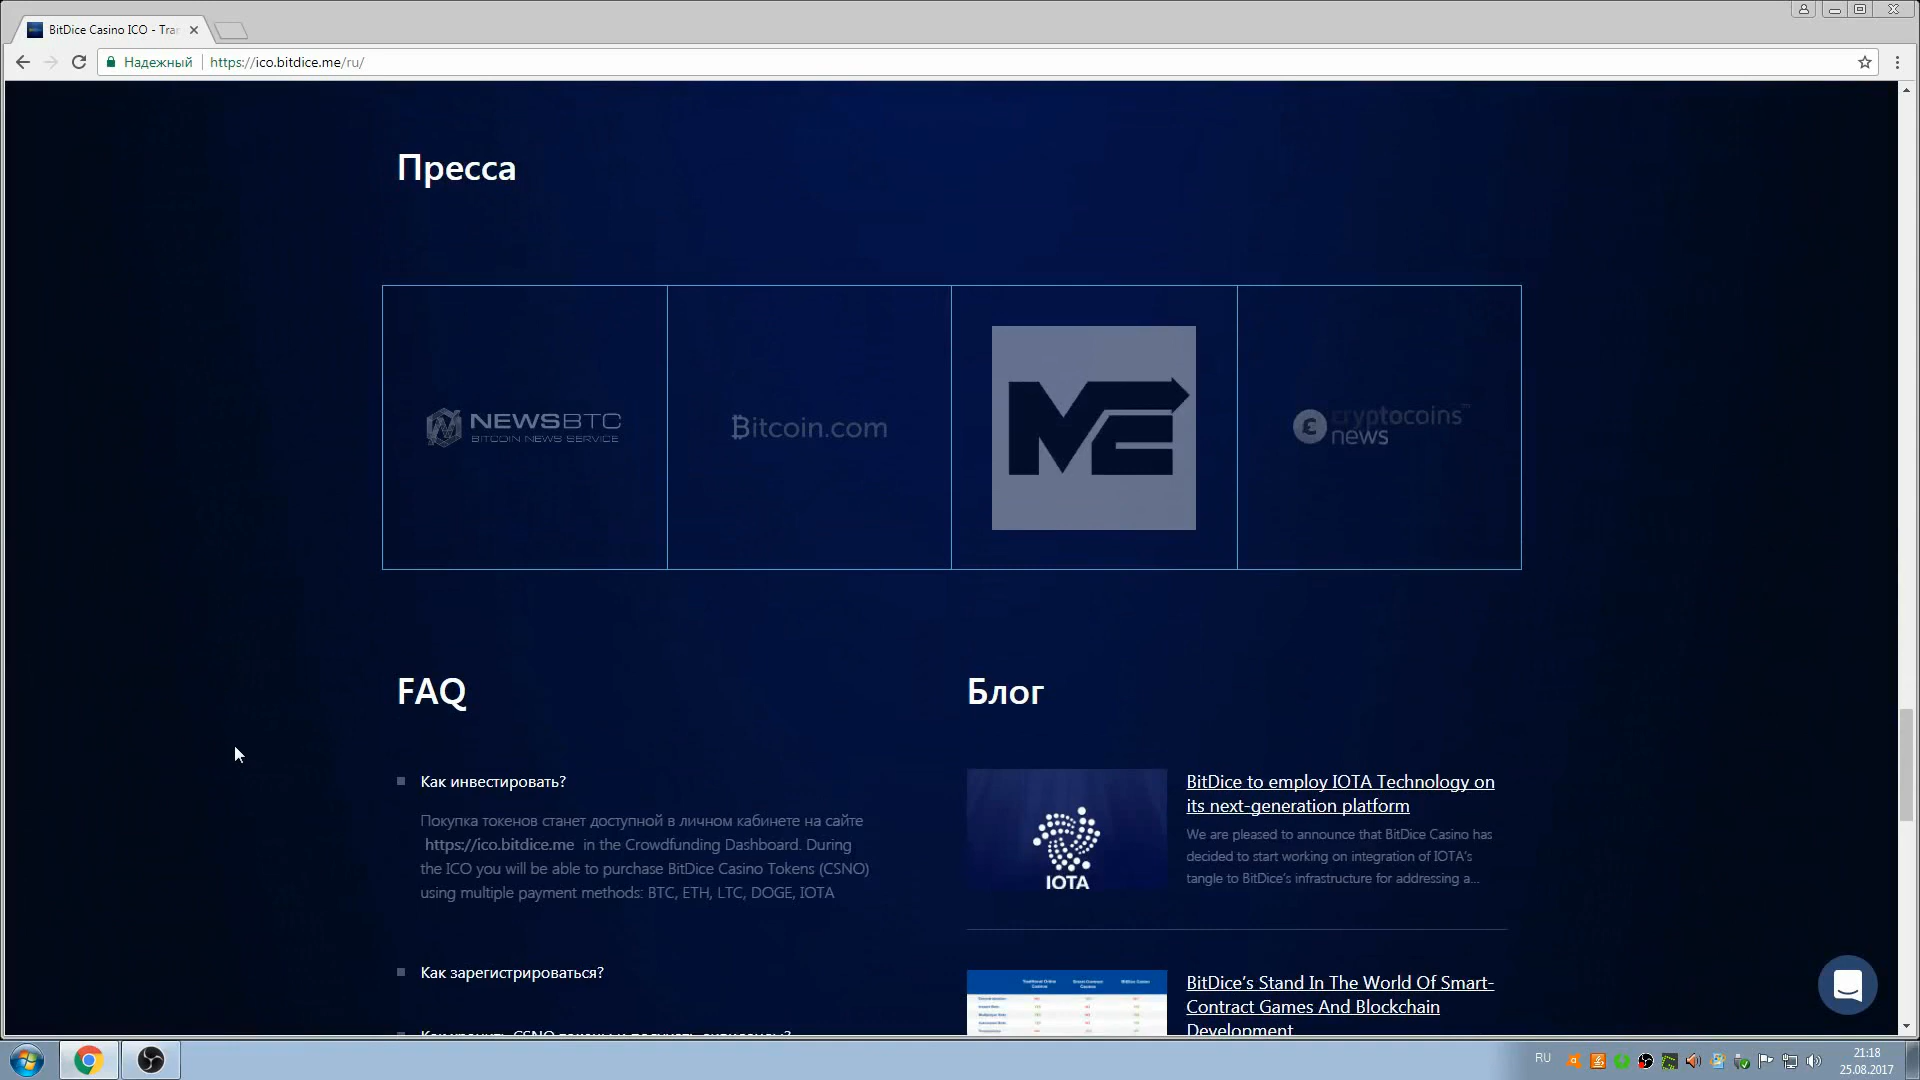 BitDice Casino ICO - Tra
Надежный
https://ico.bitdice.me/ru/
Пресса
NEWSBTC
BITCOIN NEWS SERVICE
Bitcoin.com
ME
cryptocoins
news
FAQ
Как инвестировать?
Покупка токенов станет доступной в личном кабинете на сайте
https://ico.bitdice.me in the Crowdfunding Dashboard. During
the ICO you will be able to purchase BitDice Casino Tokens (CSNO)
using multiple payment methods: BTC, ETH, LTC, DOGE, IOTA
Как зарегистрироваться?
Блог
IOTA
BitDice to employ IOTA Technology on
its next-generation platform
We are pleased to announce that BitDice Casino has
decided to start working on integration of IOTA's
tangle to BitDice's infrastructure for addressing a...
BitDice's Stand In The World Of Smart-
Contract Games And Blockchain
Development
RU
21:18
25.08.2017